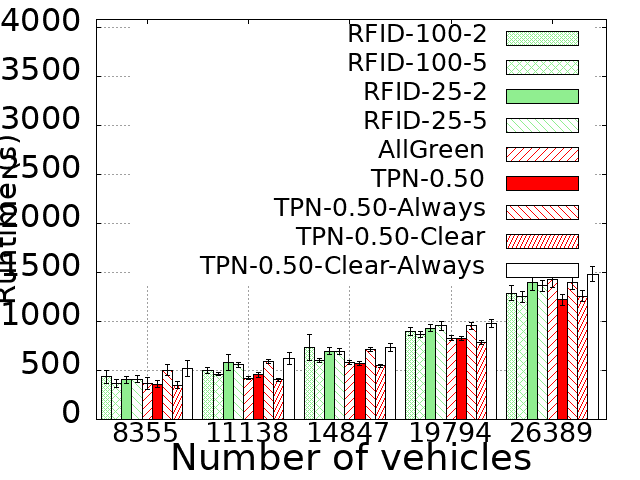 4000
3500
3000
2500
2000
1500
1000
500
0
Runtime (s)
RFID-100-2
RFID-100-5
RFID-25-2
RFID-25-5
AllGreen
TPN-0.50
TPN-0.50-Always
TPN-0.50-Clear
TPN-0.50-Clear-Always
8355 11138 14847 19794 26389
Number of vehicles